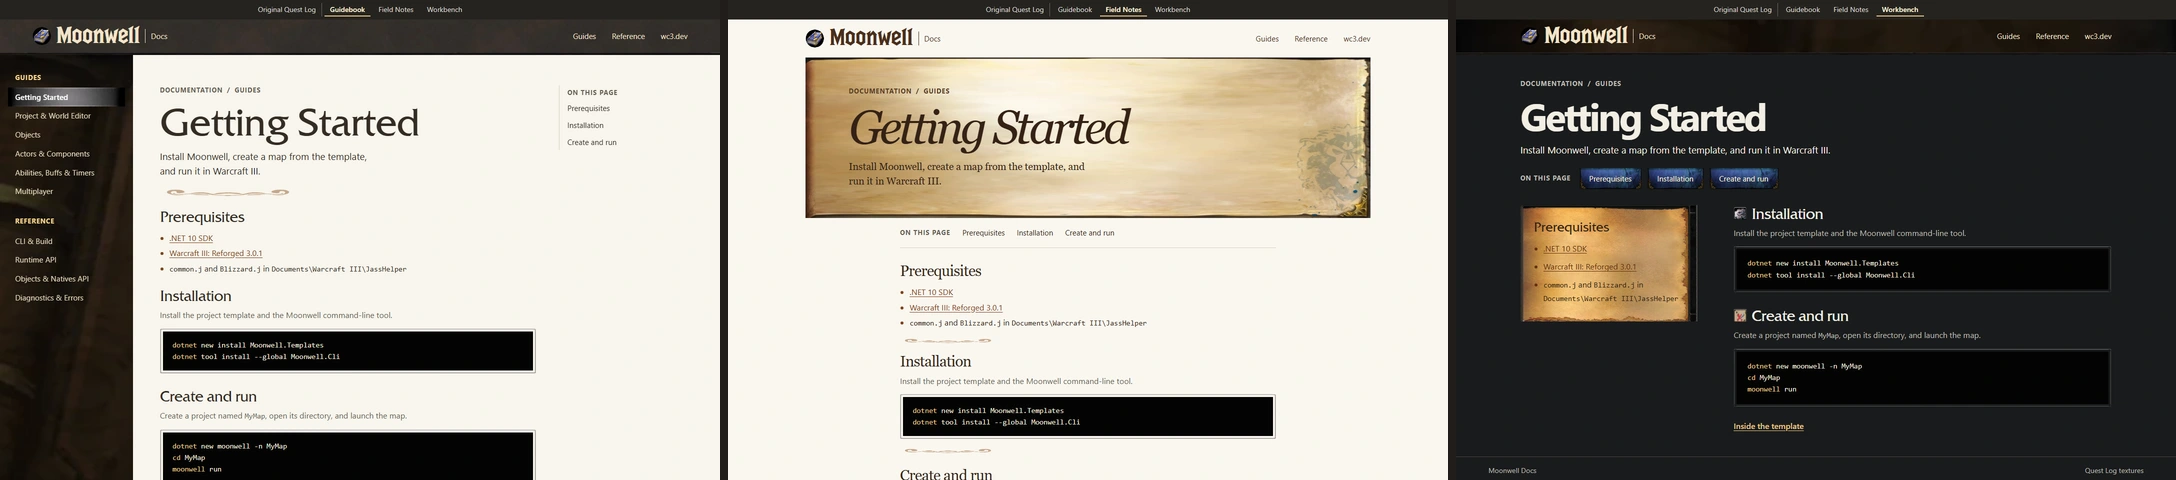 Original Quest Log
Guidebook
Field Notes
Workbench
Moonwell
Docs
Guides
Reference
wc3.dev
GUIDES
Getting Started
Project & World Editor
Objects
Actors & Components
Abilities, Buffs & Timers
Multiplayer
REFERENCE
CLI & Build
Runtime API
Objects & Natives API
Diagnostics & Errors
DOCUMENTATION / GUIDES
Getting Started
Install Moonwell, create a map from the template,
and run it in Warcraft III.
Prerequisites
.NET 10 SDK
Warcraft III: Reforged 3.0.1
common.j and Blizzard.j in Documents\Warcraft III\JassHelper
Installation
Install the project template and the Moonwell command-line tool.
dotnet new install Moonwell.Templates
dotnet tool install --global Moonwell.Cli
Create and run
Create a project named MyMap, open its directory, and launch the map.
dotnet new moonwell -n MyMap
cd MyMap
moonwell run
ON THIS PAGE
Prerequisites
Installation
Create and run
Original Quest Log
Guidebook
Field Notes
Workbench
Moonwell
Docs
Guides
Reference
wc3.dev
DOCUMENTATION / GUIDES
Getting Started
Install Moonwell, create a map from the template, and
run it in Warcraft III.
ON THIS PAGE
Prerequisites
Installation
Create and run
Prerequisites
.NET 10 SDK
Warcraft III: Reforged 3.0.1
common.j and Blizzard.j in Documents\Warcraft III\JassHelper
Installation
Install the project template and the Moonwell command-line tool.
dotnet new install Moonwell.Templates
dotnet tool install --global Moonwell.Cli
Create and run
Original Quest Log
Guidebook
Field Notes
Workbench
Moonwell
Docs
Guides
Reference
wc3.dev
DOCUMENTATION / GUIDES
Getting Started
Install Moonwell, create a map from the template, and run it in Warcraft III.
ON THIS PAGE
Prerequisites
Installation
Create and run
Prerequisites
.NET 10 SDK
Warcraft III: Reforged 3.0.1
common.j and Blizzard.j in
Documents\Warcraft III\JassHelper
Installation
Install the project template and the Moonwell command-line tool.
dotnet new install Moonwell.Templates
dotnet tool install --global Moonwell.Cli
Create and run
Create a project named MyMap, open its directory, and launch the map.
dotnet new moonwell -n MyMap
cd MyMap
moonwell run
Inside the template
Moonwell Docs
Quest Log textures